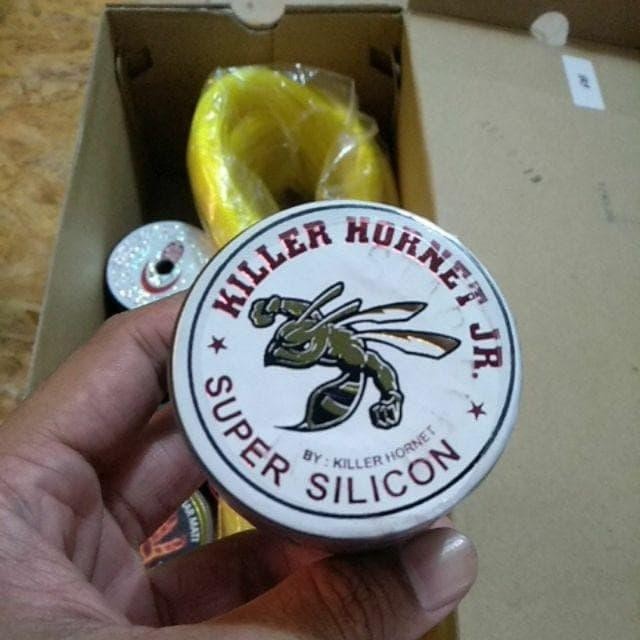 KILLER HORNET JR.
BY : KILLER HORNET
SUPER SILICON